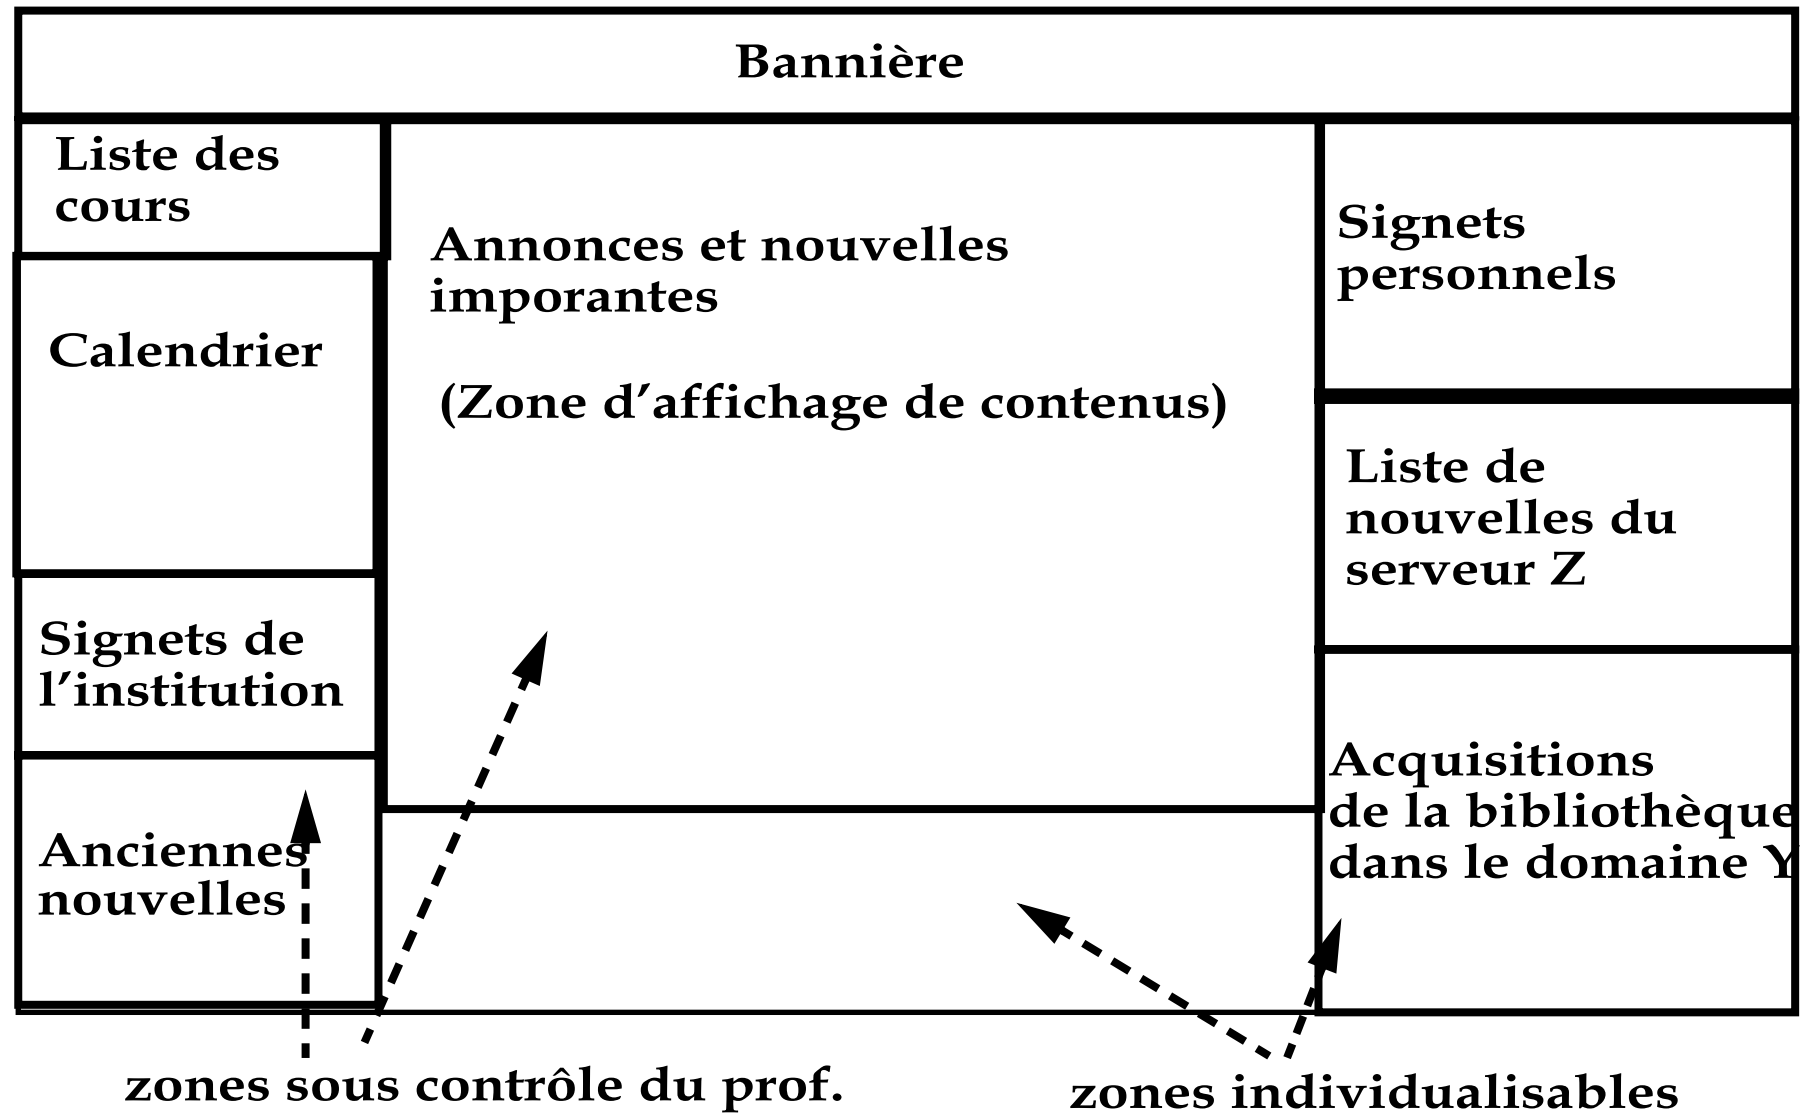 Bannière
Liste des
cours
Calendrier
Signets de
l’institution
Anciennes
nouvelles
Annonces et nouvelles
imporantes
(Zone d’affichage de contenus)
Signets
personnels
Liste de
nouvelles du
serveur Z
Acquisitions
de la bibliothèque
dans le domaine Y
zones sous contrôle du prof.
zones individualisables